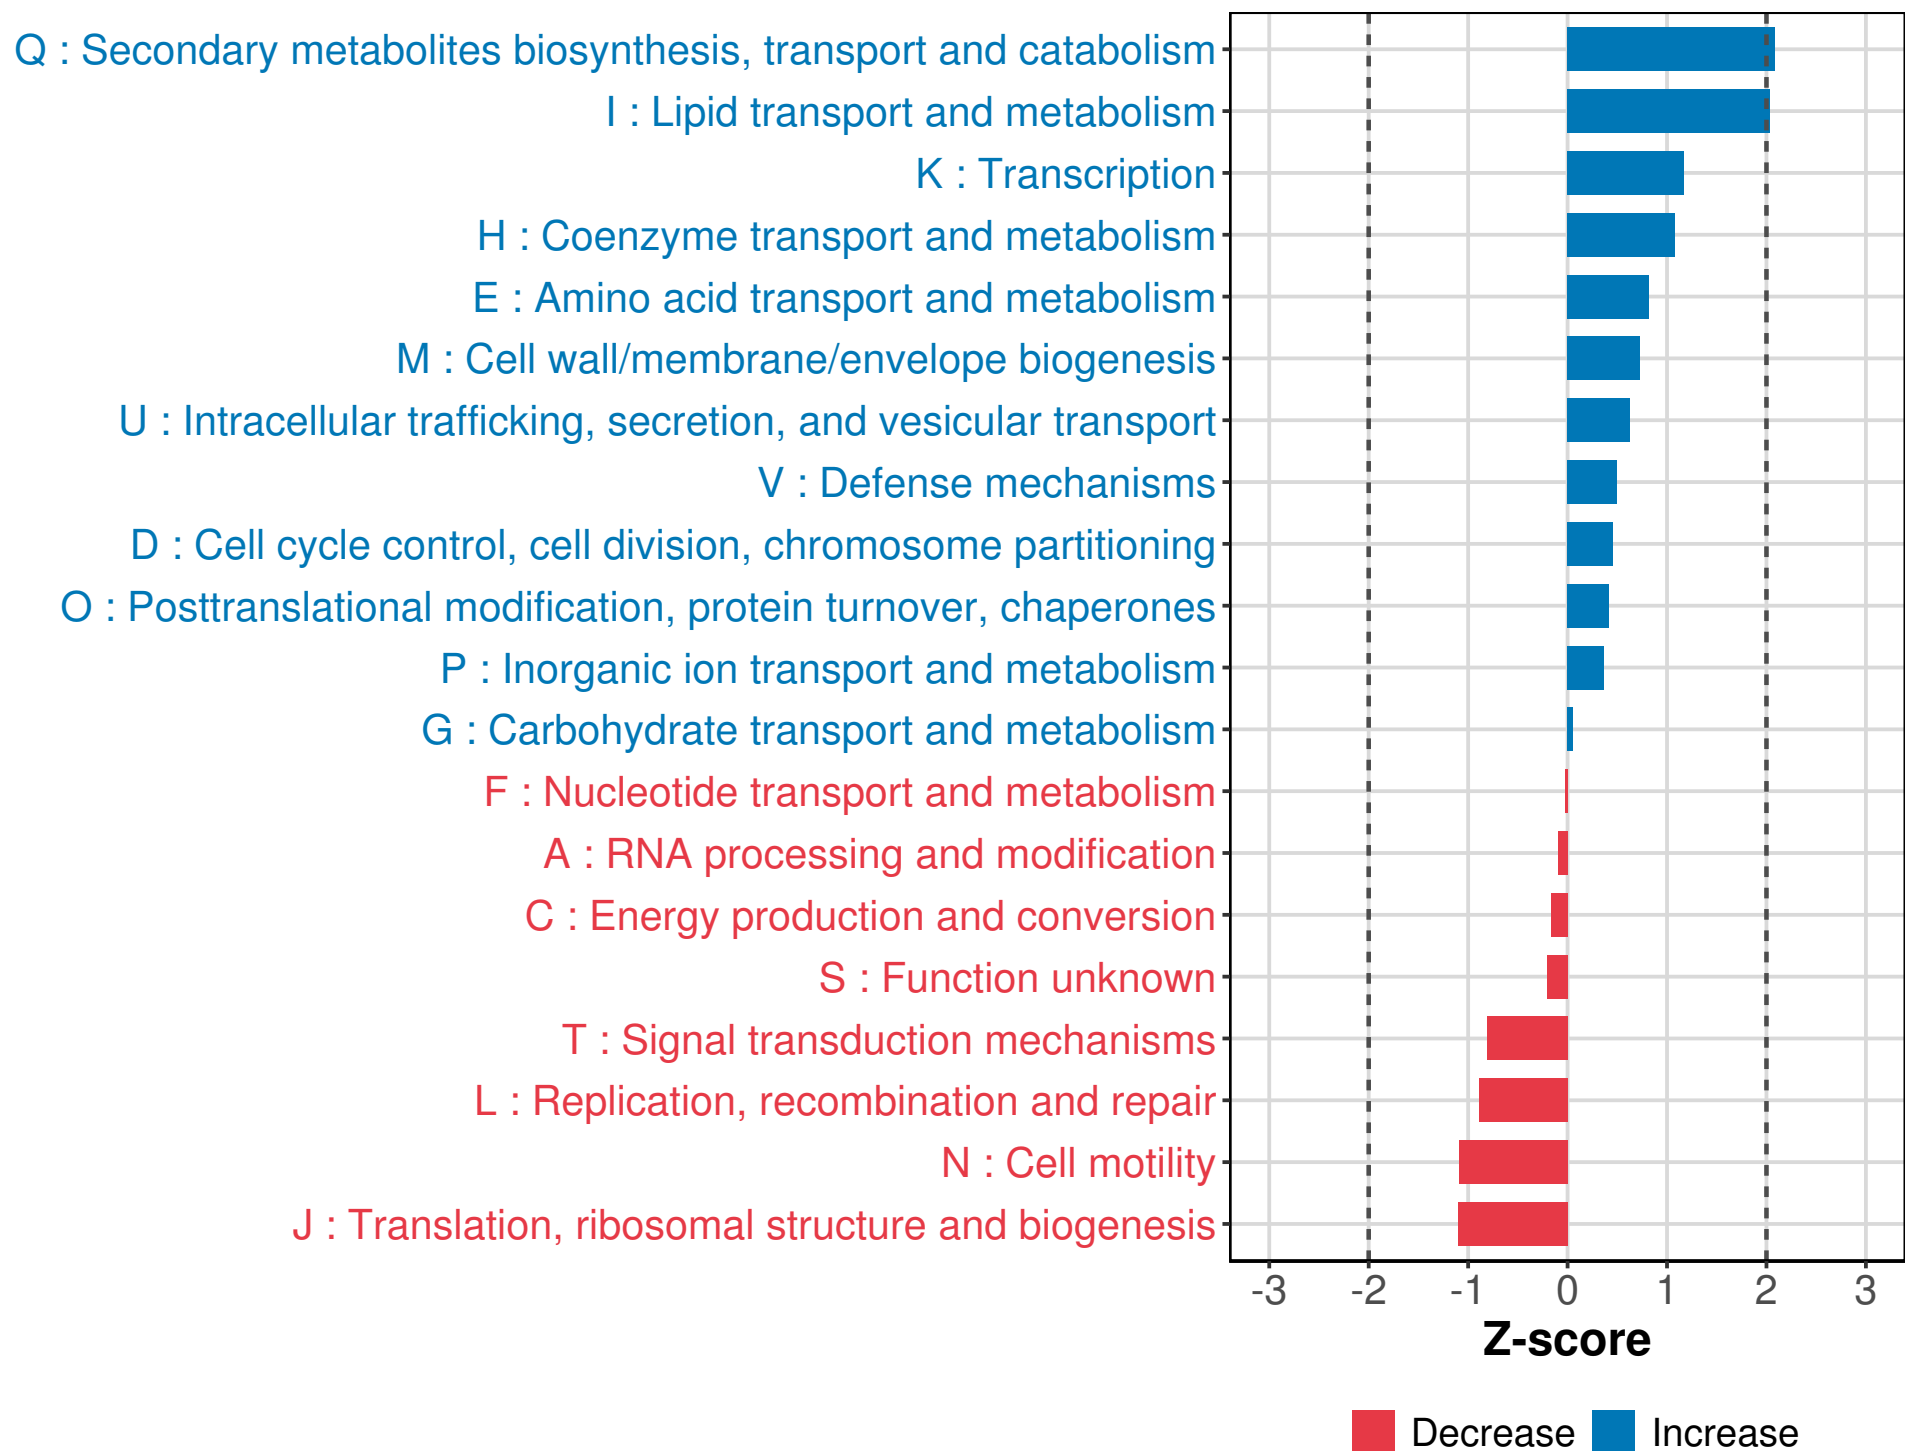 Q : Secondary metabolites biosynthesis, transport and catabolism
I : Lipid transport and metabolism
K : Transcription
H : Coenzyme transport and metabolism
E : Amino acid transport and metabolism
M : Cell wall/membrane/envelope biogenesis
U : Intracellular trafficking, secretion, and vesicular transport
V : Defense mechanisms
D : Cell cycle control, cell division, chromosome partitioning
O : Posttranslational modification, protein turnover, chaperones
P : Inorganic ion transport and metabolism
G : Carbohydrate transport and metabolism
F : Nucleotide transport and metabolism
A : RNA processing and modification
C : Energy production and conversion
S : Function unknown
T : Signal transduction mechanisms
L : Replication, recombination and repair
N : Cell motility
J : Translation, ribosomal structure and biogenesis
-3 -2 -1 0 1 2 3
Z-score
Decrease Increase